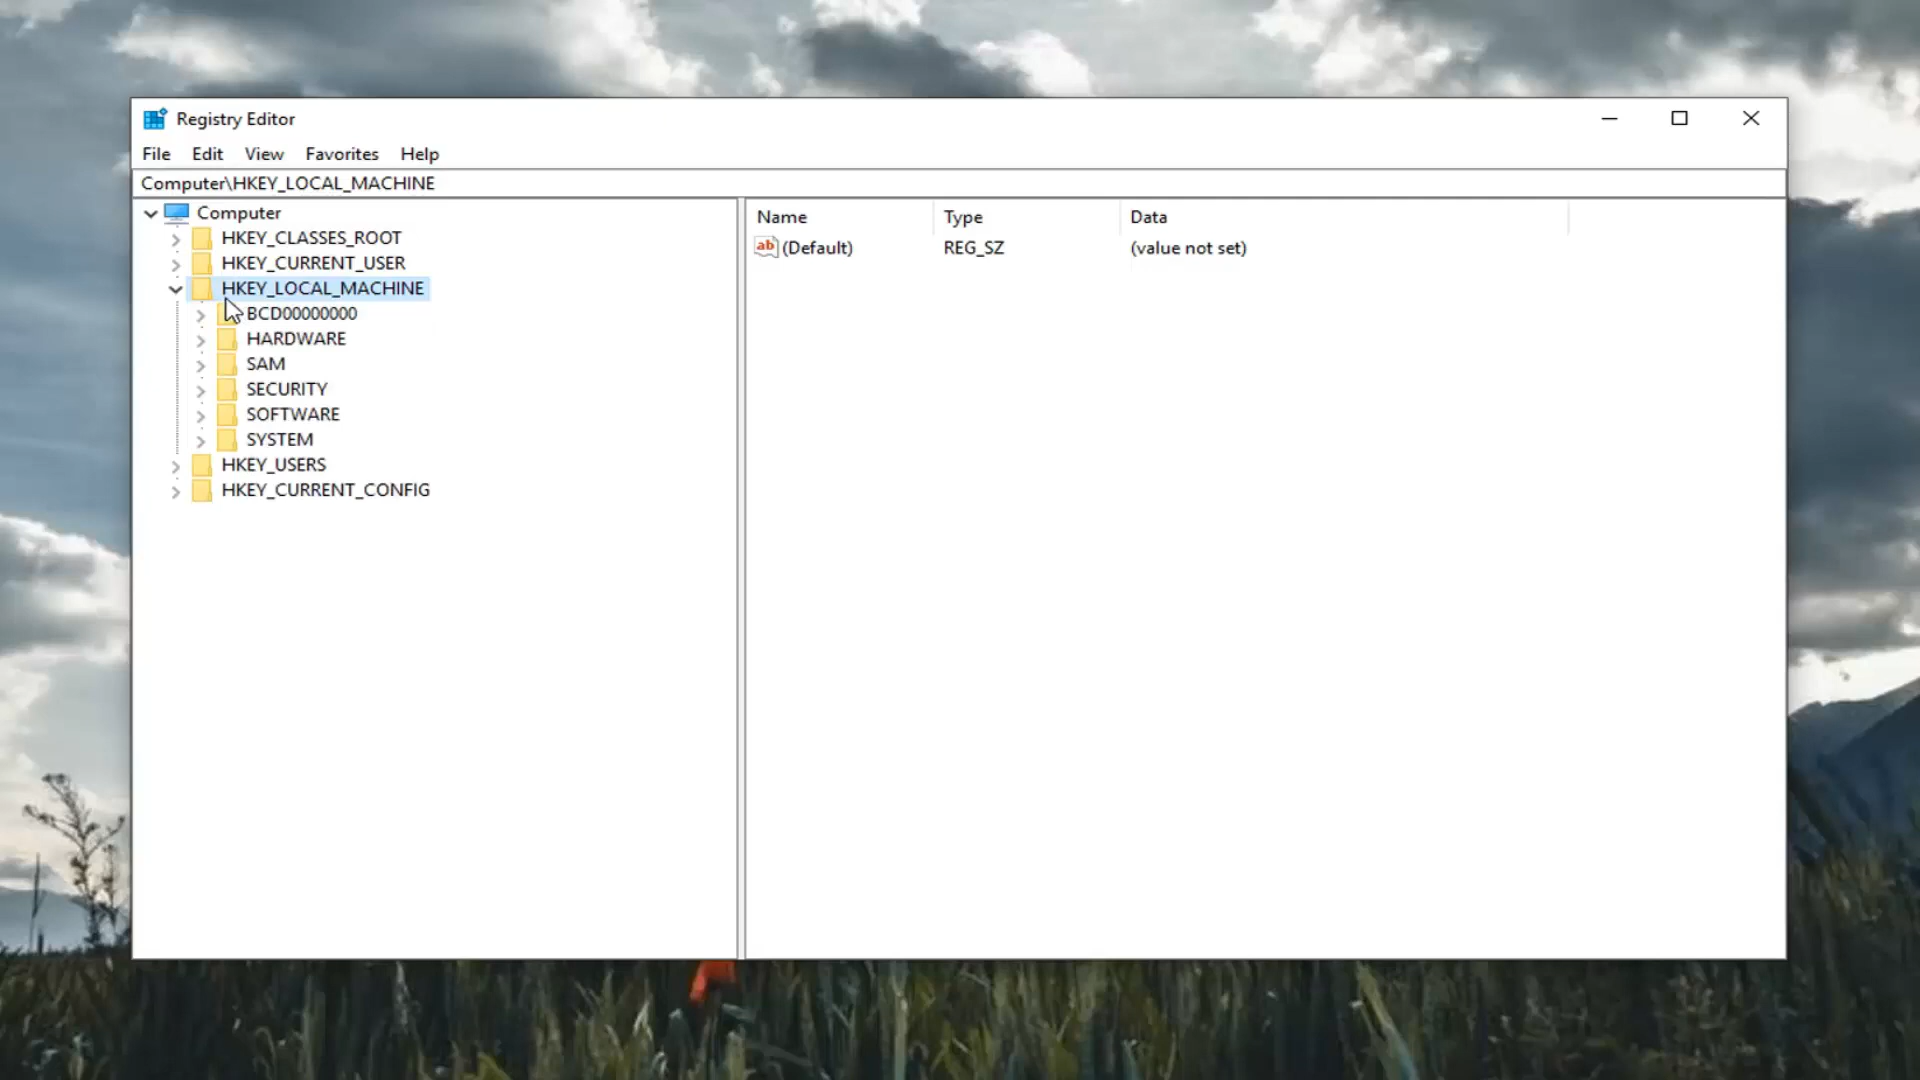 Registry Editor
File Edit View Favorites Help
Computer\HKEY_LOCAL_MACHINE
Computer
HKEY_CLASSES_ROOT
HKEY_CURRENT_USER
HKEY_LOCAL_MACHINE
BCD00000000
HARDWARE
SAM
SECURITY
SOFTWARE
SYSTEM
HKEY_USERS
HKEY_CURRENT_CONFIG
Name Type Data
ab (Default) REG_SZ (value not set)